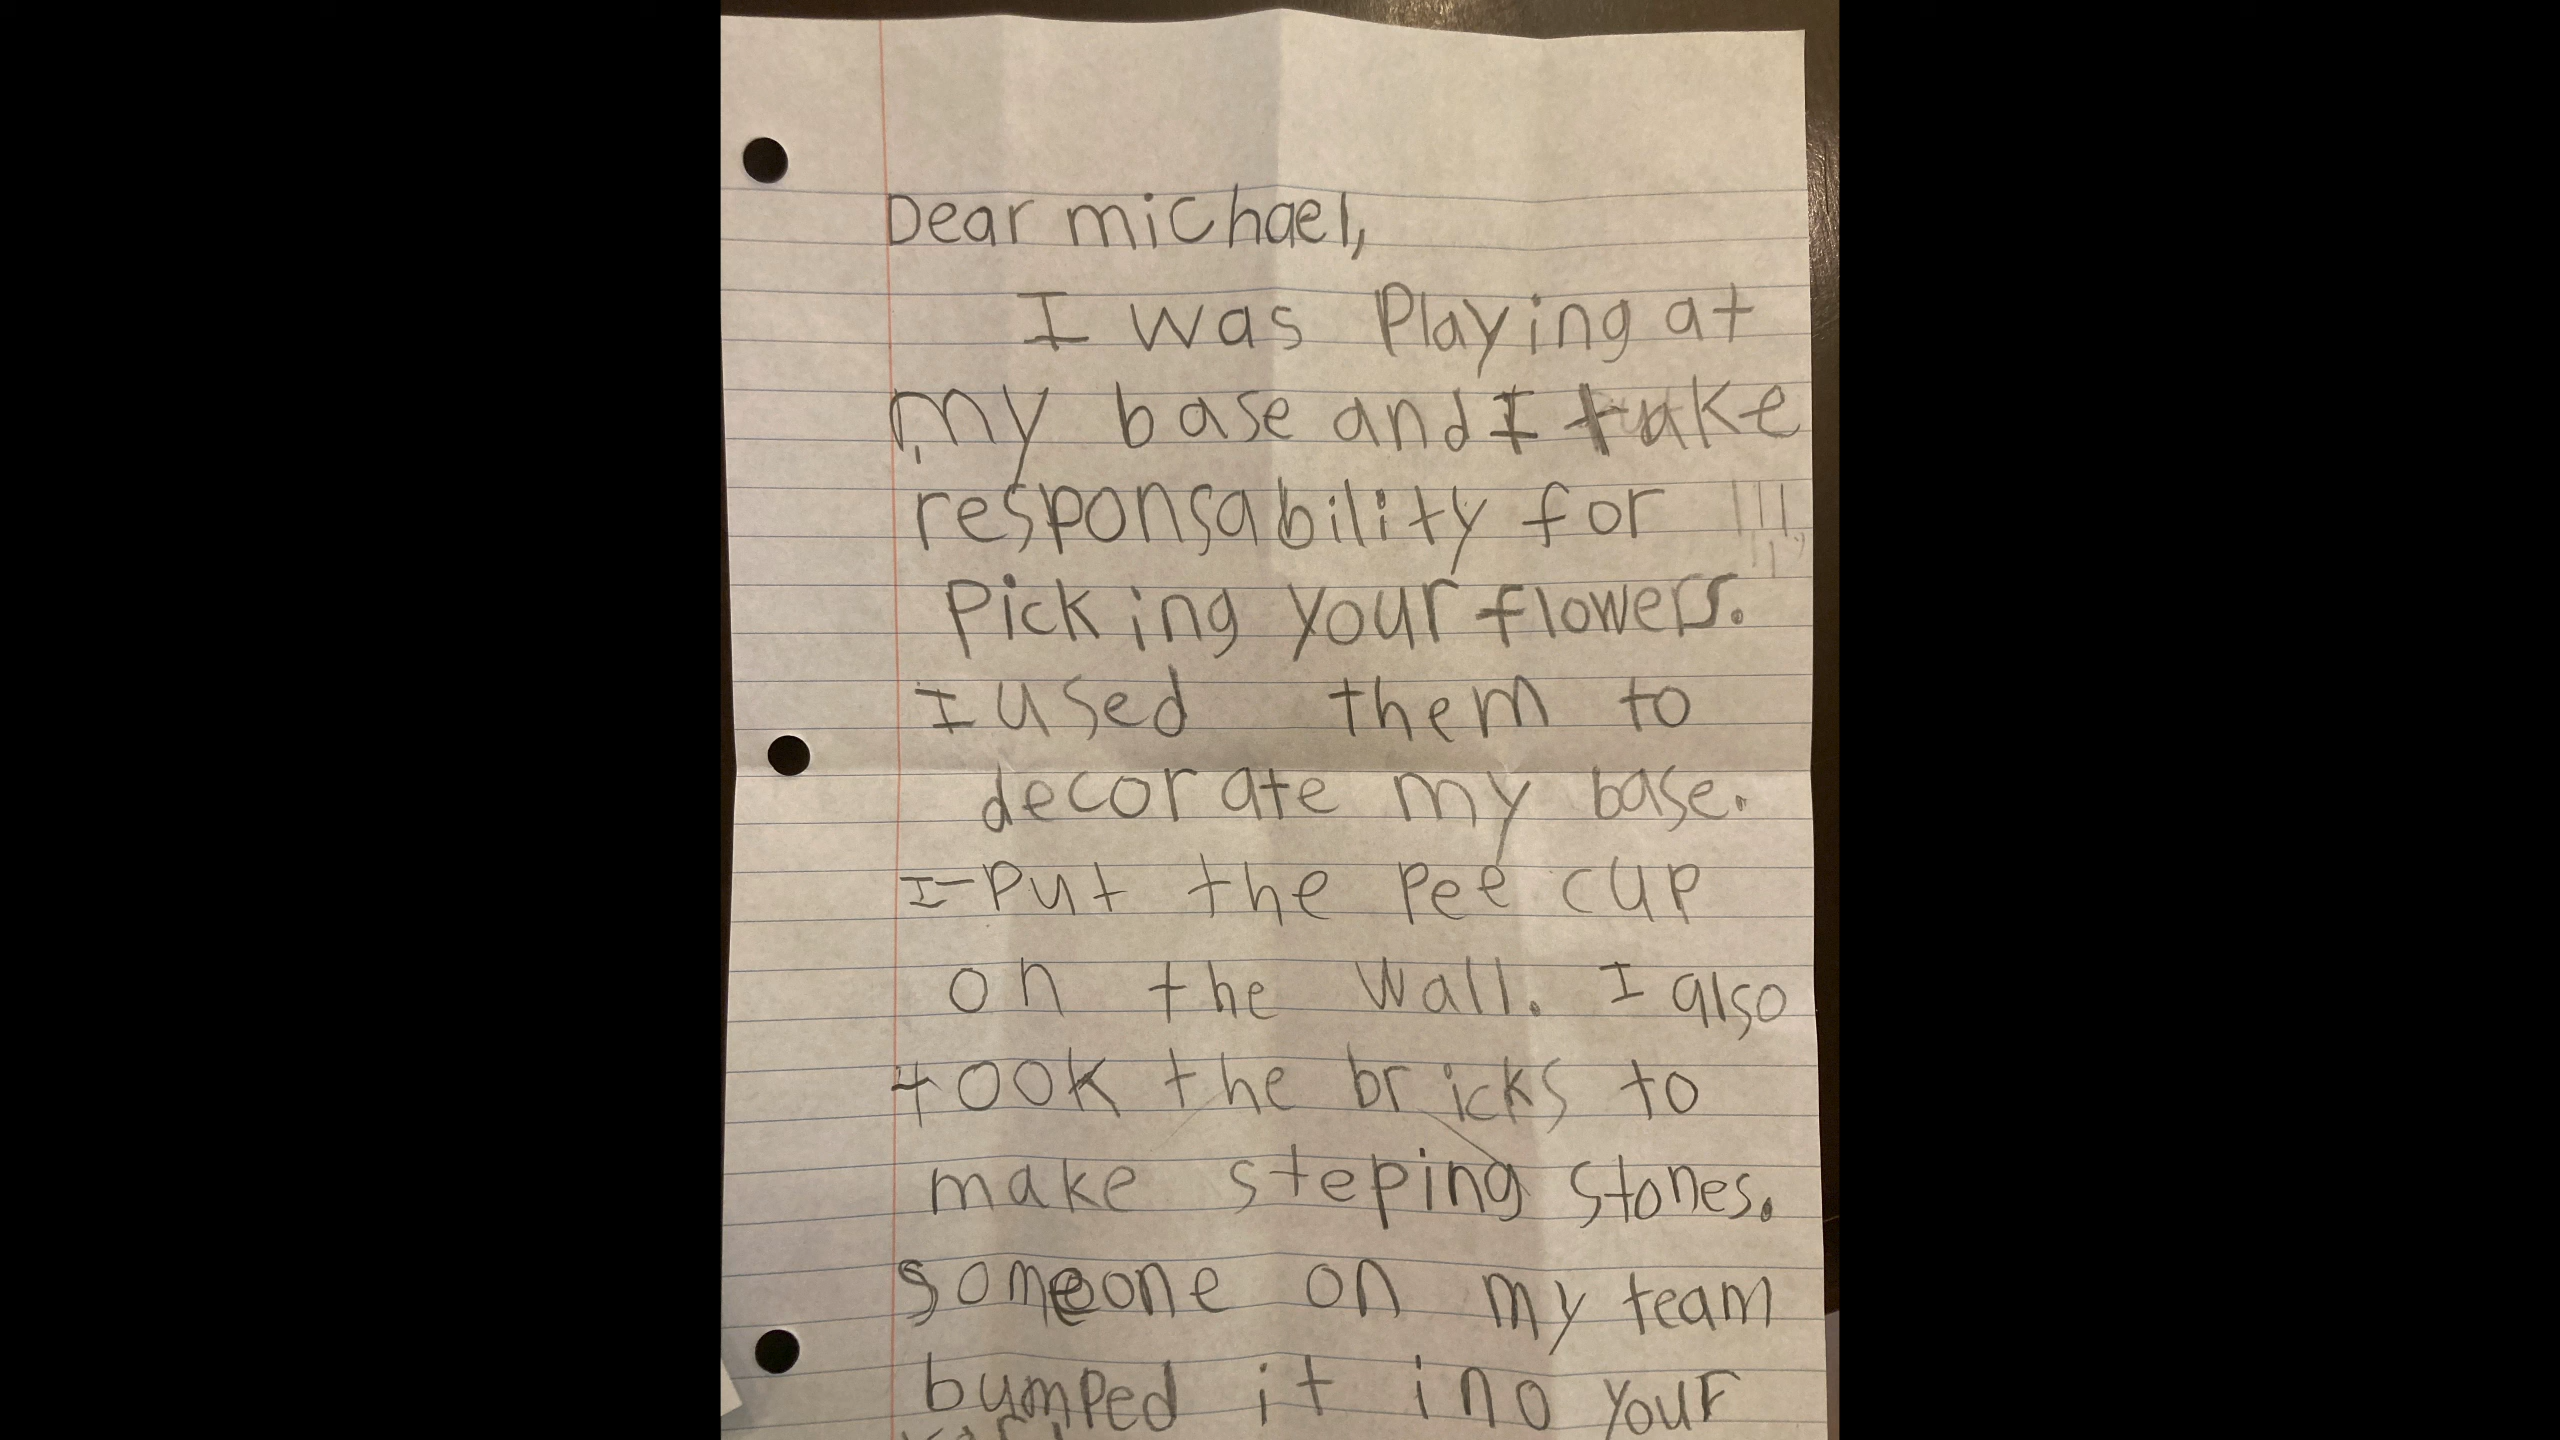 Dear michael,
I was Playing at
my base and I take
responsability for
Picking your flowers.
I used them to
decorate my base.
I put the Pee cup
on the wall. I also
took the bricks to
make steping stones.
someone on my team
bumped it ino your